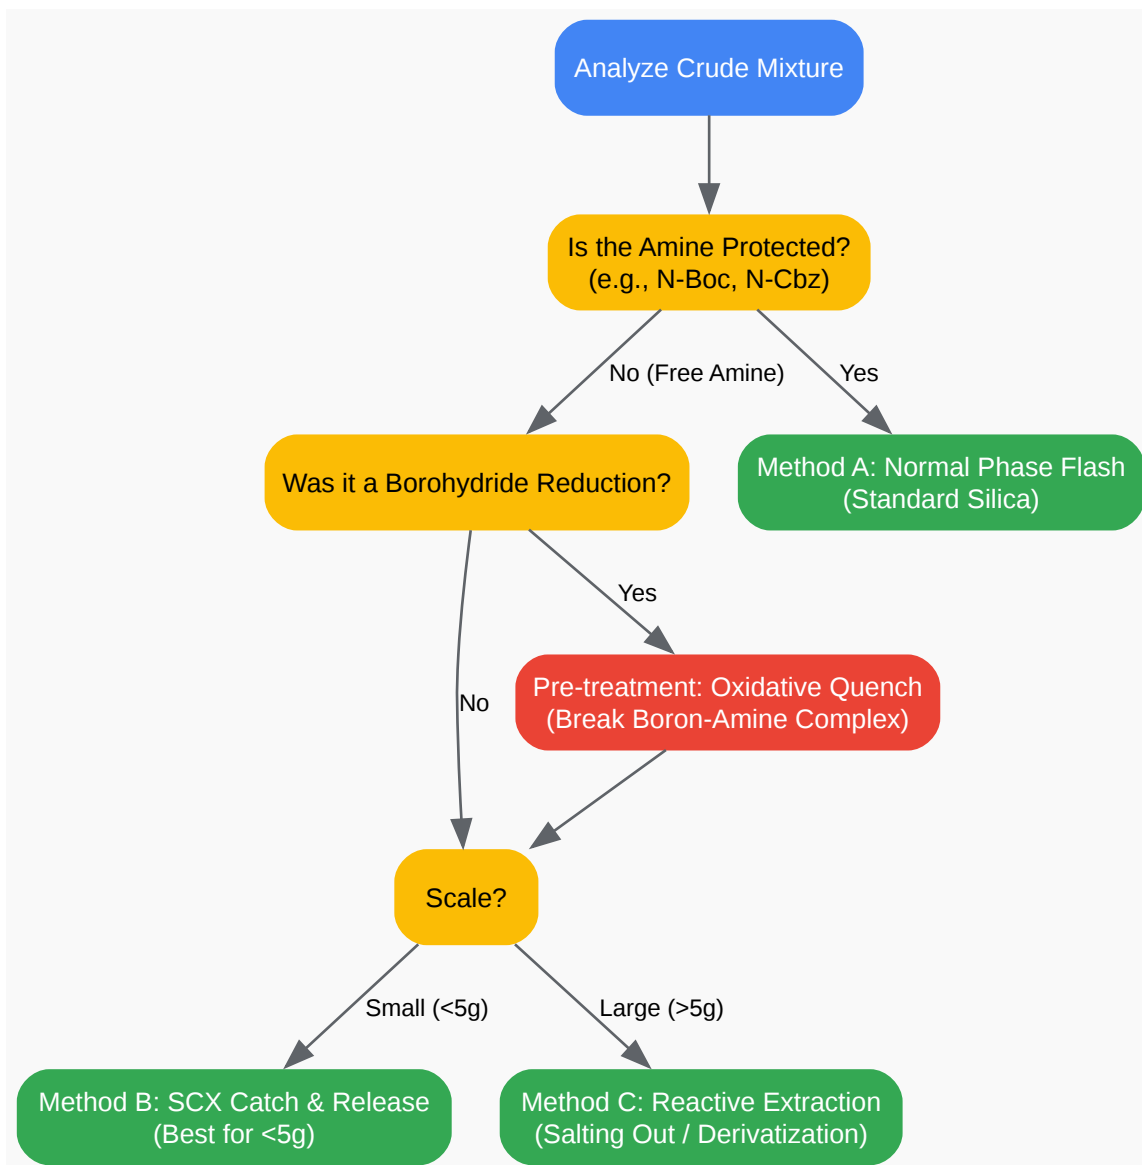 Analyze Crude Mixture
Is the Amine Protected?
(e.g., N-Boc, N-Cbz)
No (Free Amine)
Yes
Was it a Borohydride Reduction?
Method A: Normal Phase Flash
(Standard Silica)
Yes
Pre-treatment: Oxidative Quench
(Break Boron-Amine Complex)
No
Scale?
Small (<5g)
Large (>5g)
Method B: SCX Catch & Release
(Best for <5g)
Method C: Reactive Extraction
(Salting Out / Derivatization)